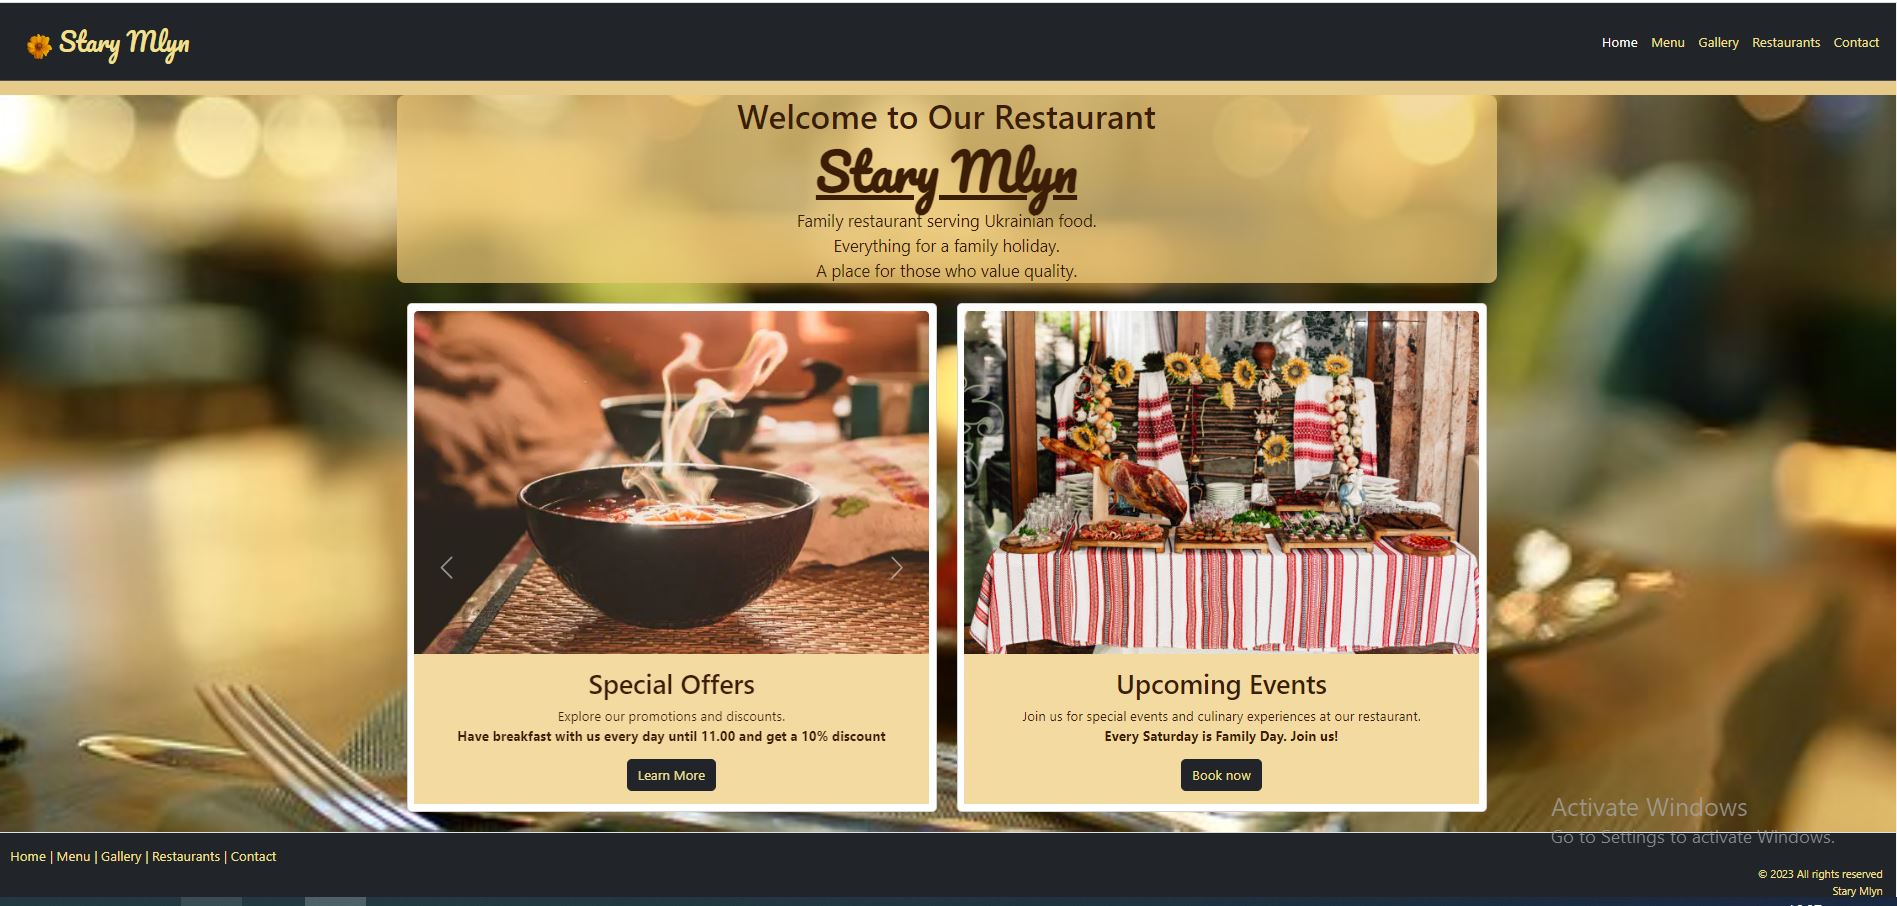 Stary Mlyn
Home Menu Gallery Restaurants Contact
Welcome to Our Restaurant
Stary Mlyn
Family restaurant serving Ukrainian food.
Everything for a family holiday.
A place for those who value quality.
Special Offers
Explore our promotions and discounts.
Have breakfast with us every day until 11.00 and get a 10% discount
Learn More
Upcoming Events
Join us for special events and culinary experiences at our restaurant.
Every Saturday is Family Day. Join us!
Book now
Activate Windows
Go to Settings to activate Windows.
Home | Menu | Gallery | Restaurants | Contact
© 2023 All rights reserved
Stary Mlyn